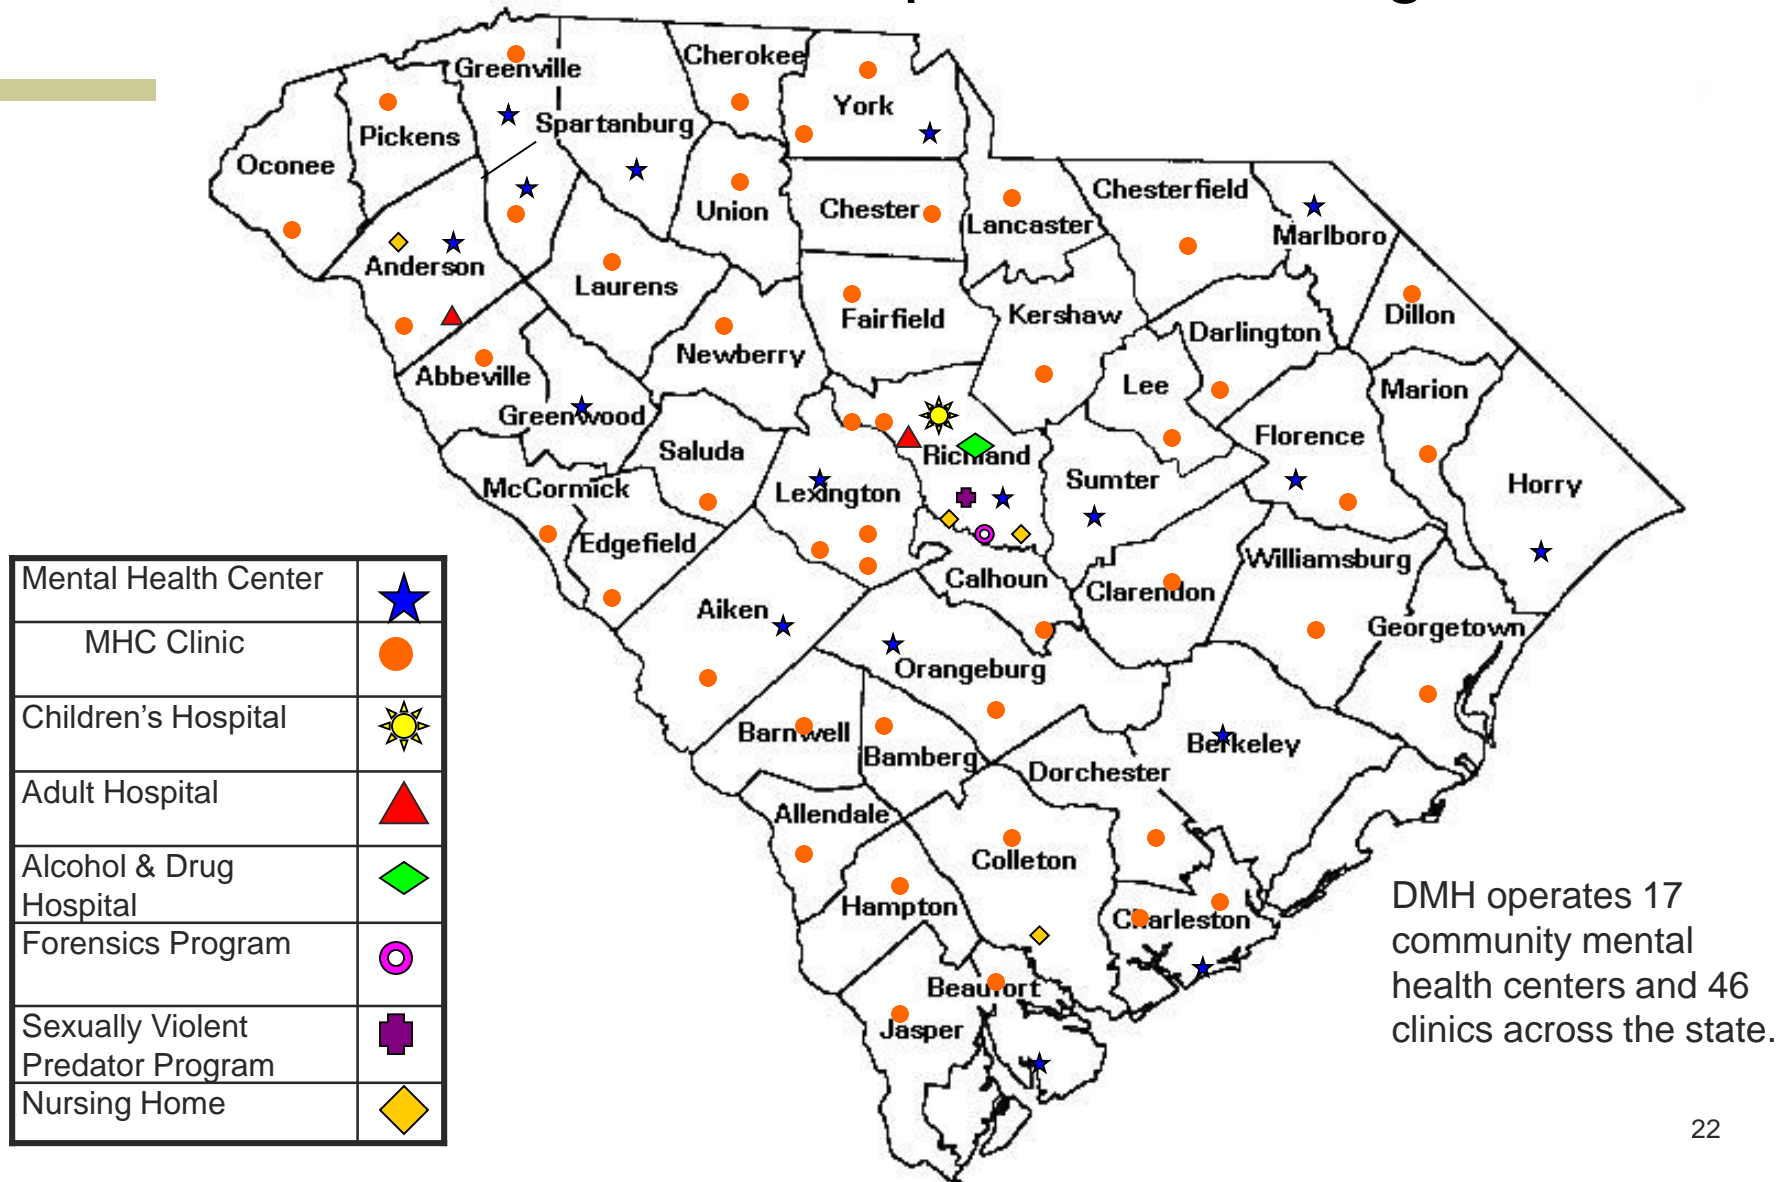 Cherokee
Greenville
York
Spartanburg
Pickens
Oconee
Chesterfield
Union
Chester
Lancaster
Marlboro
Anderson
Laurens
Kershaw
Dillon
Fairfield
Darlington
Newberry
Abbeville
Lee
Marion
Greenwood
Florence
Saluda
Richland
Sumter
Horry
McCormick
Lexington
Edgefield
Williamsburg
Calhoun
Clarendon
Aiken
Georgetown
Orangeburg
Barnwell
Berkeley
Bamberg
Dorchester
Allendale
Colleton
Hampton
Charleston
Beaufort
Jasper
Mental Health Center
MHC Clinic
Children’s Hospital
Adult Hospital
Alcohol & Drug
Hospital
Forensics Program
Sexually Violent
Predator Program
Nursing Home
DMH operates 17
community mental
health centers and 46
clinics across the state.
22